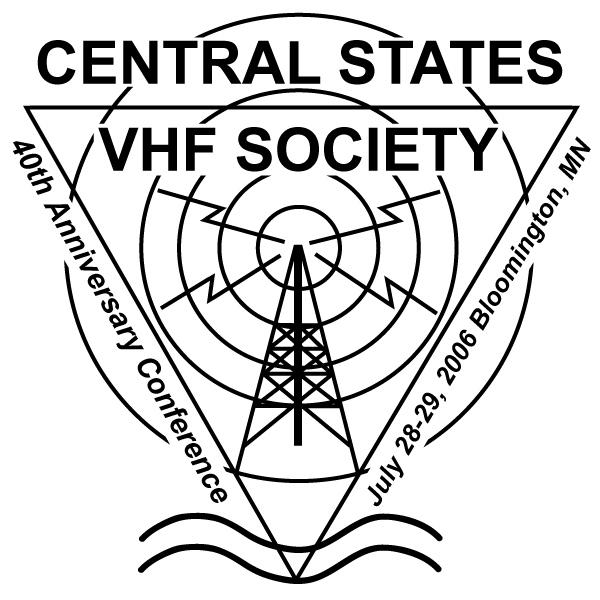 CENTRAL STATES
VHF SOCIETY
40th Anniversary Conference
July 28-29, 2006 Bloomington, MN